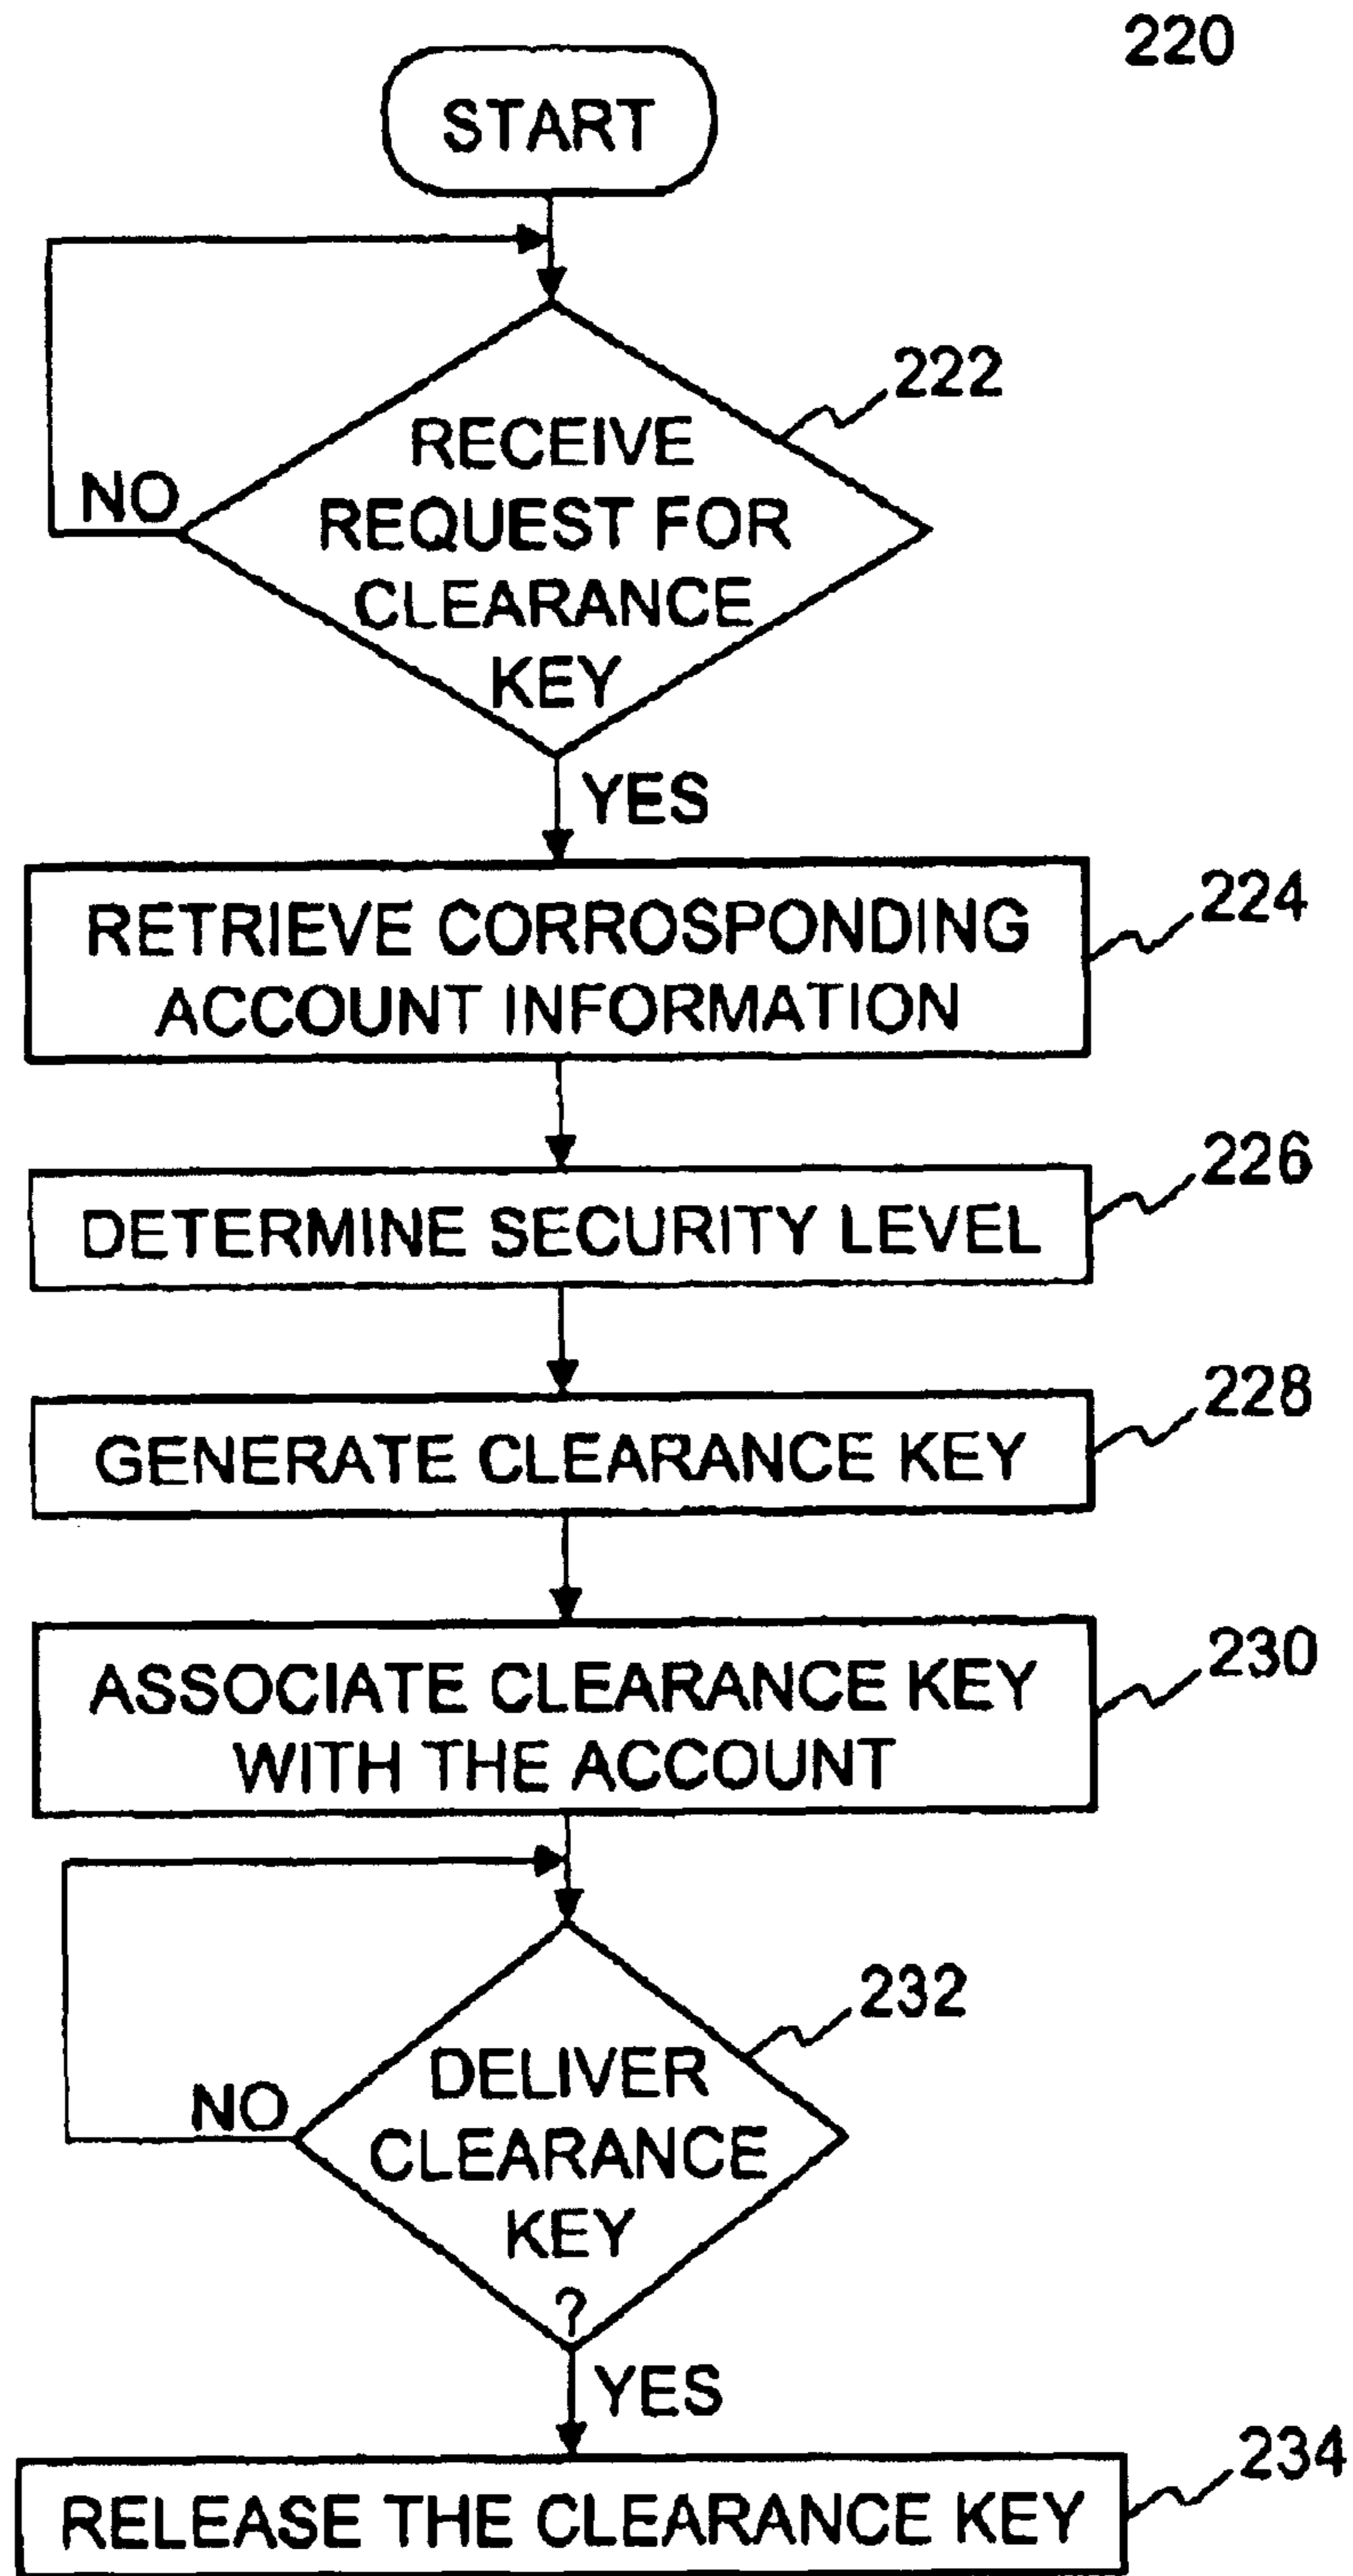 220
START
222
RECEIVE
REQUEST FOR
CLEARANCE
KEY
NO
YES
RETRIEVE CORROSPONDING
ACCOUNT INFORMATION
224
DETERMINE SECURITY LEVEL
226
GENERATE CLEARANCE KEY
228
ASSOCIATE CLEARANCE KEY
WITH THE ACCOUNT
230
232
DELIVER
CLEARANCE
KEY
?
NO
YES
RELEASE THE CLEARANCE KEY
234